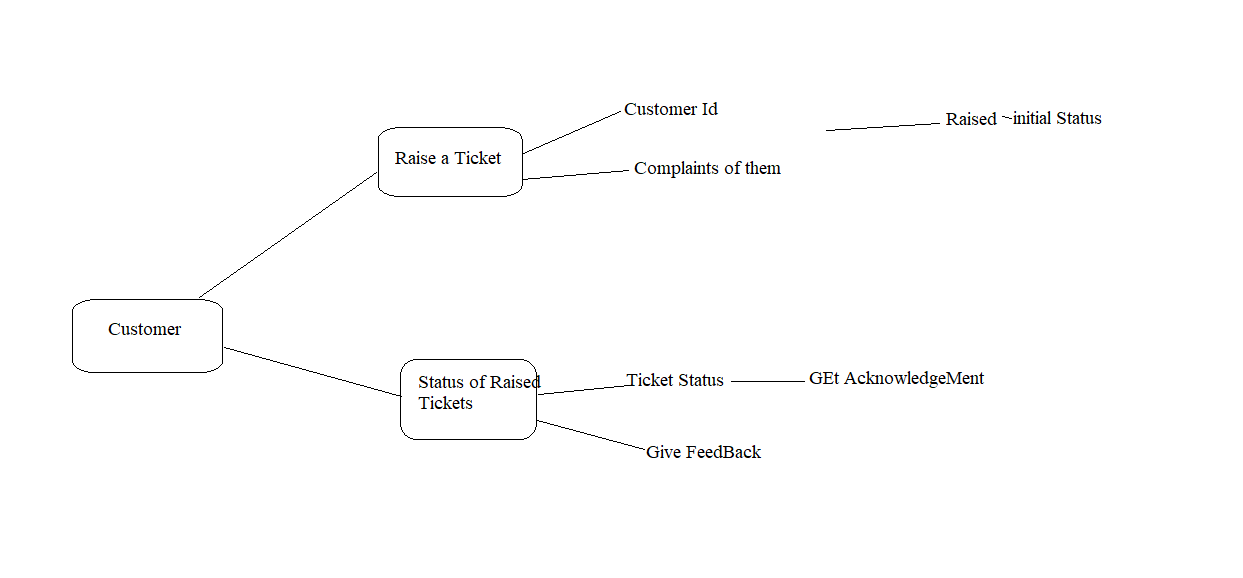 Customer Id
Raised ~initial Status
Raise a Ticket
Complaints of them
Customer
Status of Raised
Tickets
Ticket Status
GEt AcknowledgeMent
Give FeedBack